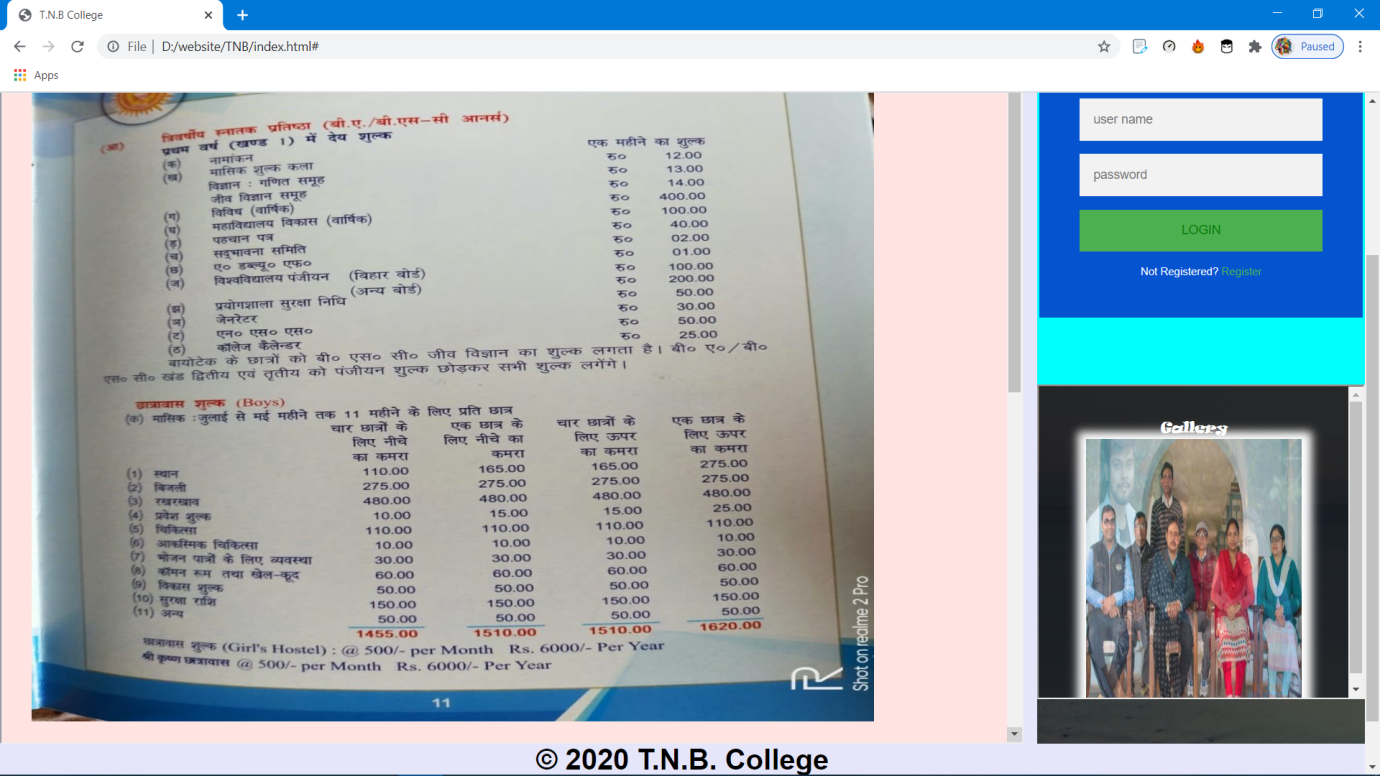 T.N.B College
File | D:/website/TNB/index.html#
Paused
Apps
त्रिवर्षीय स्नातक प्रतिष्ठा (बी.ए./बी.एस-सी आनर्स)
(आ) प्रथम वर्ष (खण्ड 1) में देय शुल्क एक महीने का शुल्क
(क) नामांकन रु० 12.00
(ख) मासिक शुल्क कला रु० 13.00
विज्ञान : गणित समूह रु० 14.00
जीव विज्ञान समूह रु० 400.00
(ग) विविध (वार्षिक) रु० 100.00
(घ) महाविद्यालय विकास (वार्षिक) रु० 40.00
(ड़) पहचान पत्र रु० 02.00
(च) सद्भावना समिति रु० 01.00
(छ) ए० डब्ल्यू० एफ० रु० 100.00
(ज) विश्वविद्यालय पंजीयन (बिहार बोर्ड) रु० 200.00
(अन्य बोर्ड) रु० 50.00
(झ) प्रयोगशाला सुरक्षा निधि रु० 30.00
(ञ) जेनरेटर रु० 50.00
(ट) एन० एस० एस० रु० 25.00
(ठ) कॉलेज कैलेन्डर
बायोटेक के छात्रों को बी० एस० सी० जीव विज्ञान का शुल्क लगता है। बी० ए०/बी०
एस० सी० खंड द्वितीय एवं तृतीय को पंजीयन शुल्क छोड़कर सभी शुल्क लगेंगे।
छात्रावास शुल्क (Boys)
(क) मासिक :जुलाई से मई महीने तक 11 महीने के लिए प्रति छात्र
चार छात्रों के एक छात्र के चार छात्रों के एक छात्र के
लिए नीचे लिए नीचे का लिए ऊपर लिए ऊपर
का कमरा कमरा का कमरा का कमरा
(1) स्थान 110.00 165.00 165.00 275.00
(2) बिजली 275.00 275.00 275.00 275.00
(3) रखरखाव 480.00 480.00 480.00 480.00
(4) प्रवेश शुल्क 10.00 15.00 15.00 25.00
(5) चिकित्सा 110.00 110.00 110.00 110.00
(6) आकस्मिक चिकित्सा 10.00 10.00 10.00 10.00
(7) भोजन पात्रों के लिए व्यवस्था 30.00 30.00 30.00 30.00
(8) कॉमन रूम तथा खेल-कूद 60.00 60.00 60.00 60.00
(9) विकास शुल्क 50.00 50.00 50.00 50.00
(10) सुरक्षा राशि 150.00 150.00 150.00 150.00
(11) अन्य 50.00 50.00 50.00 50.00
1455.00 1510.00 1510.00 1620.00
छात्रावास शुल्क (Girl's Hostel) : @ 500/- per Month Rs. 6000/- Per Year
श्री कृष्ण छात्रावास @ 500/- per Month Rs. 6000/- Per Year
11
Shot on realme 2 Pro
user name
password
LOGIN
Not Registered? Register
Gallery
© 2020 T.N.B. College